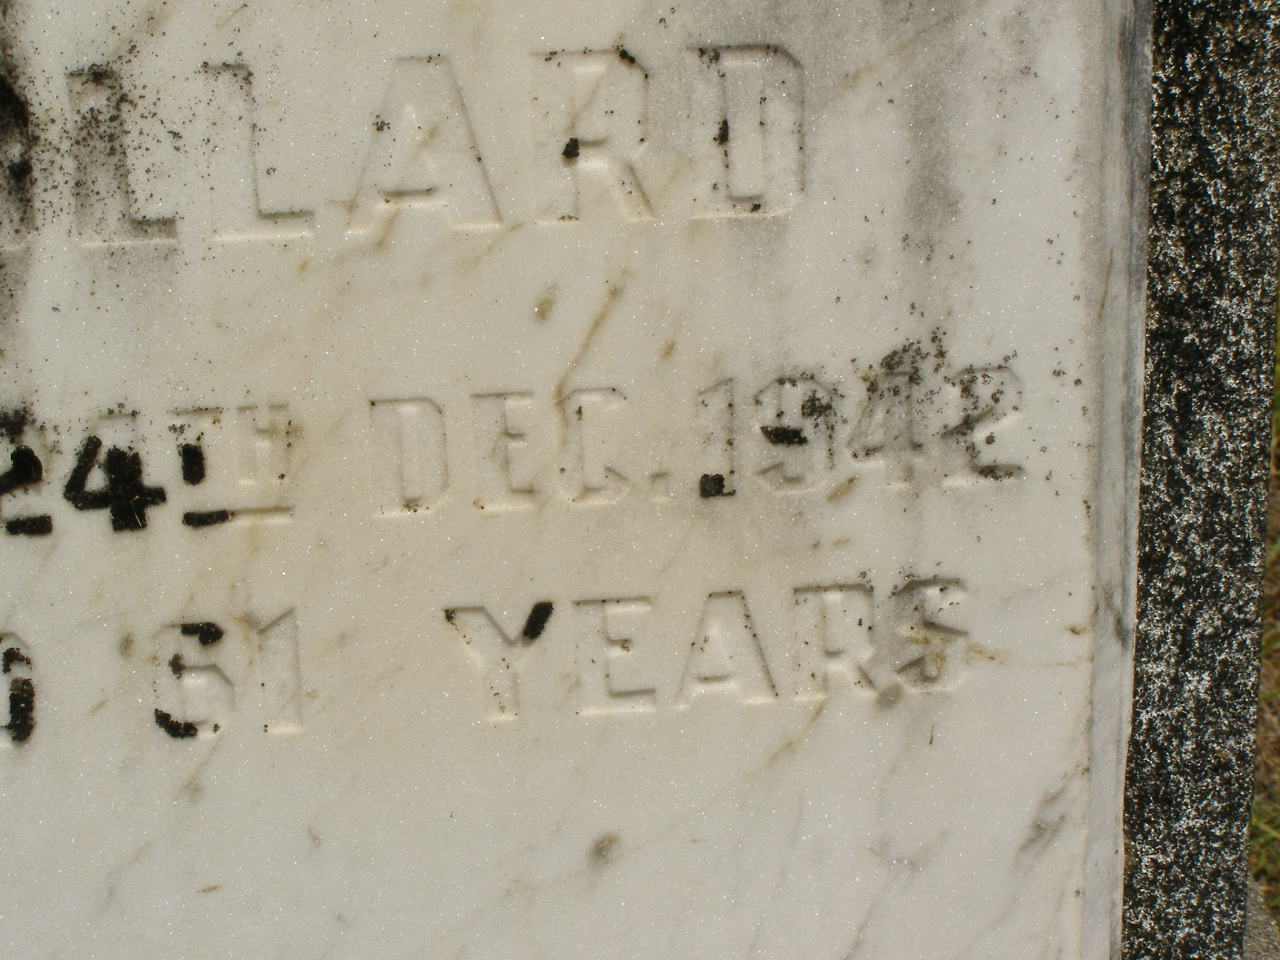 LLARD
24TH DEC. 1942
61 YEARS